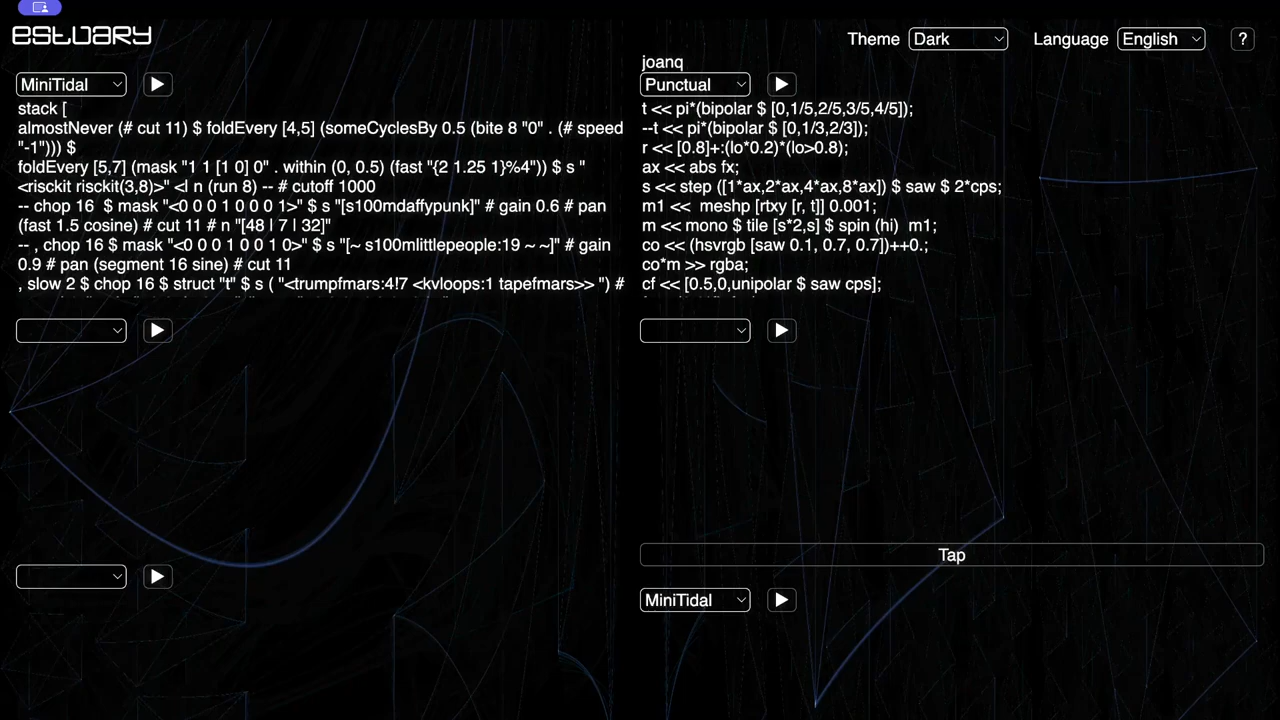 estuary
Theme Dark Language English ?
MiniTidal
stack [
almostNever (# cut 11) $ foldEvery [4,5] (someCyclesBy 0.5 (bite 8 "0" . (# speed
"-1"))) $
foldEvery [5,7] (mask "1 1 [1 0] 0" . within (0, 0.5) (fast "{2 1.25 1}%4")) $ s "
<risckit risckit(3,8)>" <| n (run 8) -- # cutoff 1000
-- chop 16 $ mask "<0 0 0 1 0 0 0 1>" $ s "[s100mdaffypunk]" # gain 0.6 # pan
(fast 1.5 cosine) # cut 11 # n "[48 | 7 | 32]"
-- , chop 16 $ mask "<0 0 0 1 0 0 1 0>" $ s "[~ s100mlittlepeople:19 ~ ~]" # gain
0.9 # pan (segment 16 sine) # cut 11
, slow 2 $ chop 16 $ struct "t" $ s ( "<trumpfmars:4!7 <kvloops:1 tapefmars>> ") #
joanq
Punctual
t << pi*(bipolar $ [0,1/5,2/5,3/5,4/5]);
--t << pi*(bipolar $ [0,1/3,2/3]);
r << [0.8]+:(lo*0.2)*(lo>0.8);
ax << abs fx;
s << step ([1*ax,2*ax,4*ax,8*ax]) $ saw $ 2*cps;
m1 << meshp [rtxy [r, t]] 0.001;
m << mono $ tile [s*2,s] $ spin (hi) m1;
co << (hsvrgb [saw 0.1, 0.7, 0.7])++0.;
co*m >> rgba;
cf << [0.5,0,unipolar $ saw cps];
Tap
MiniTidal